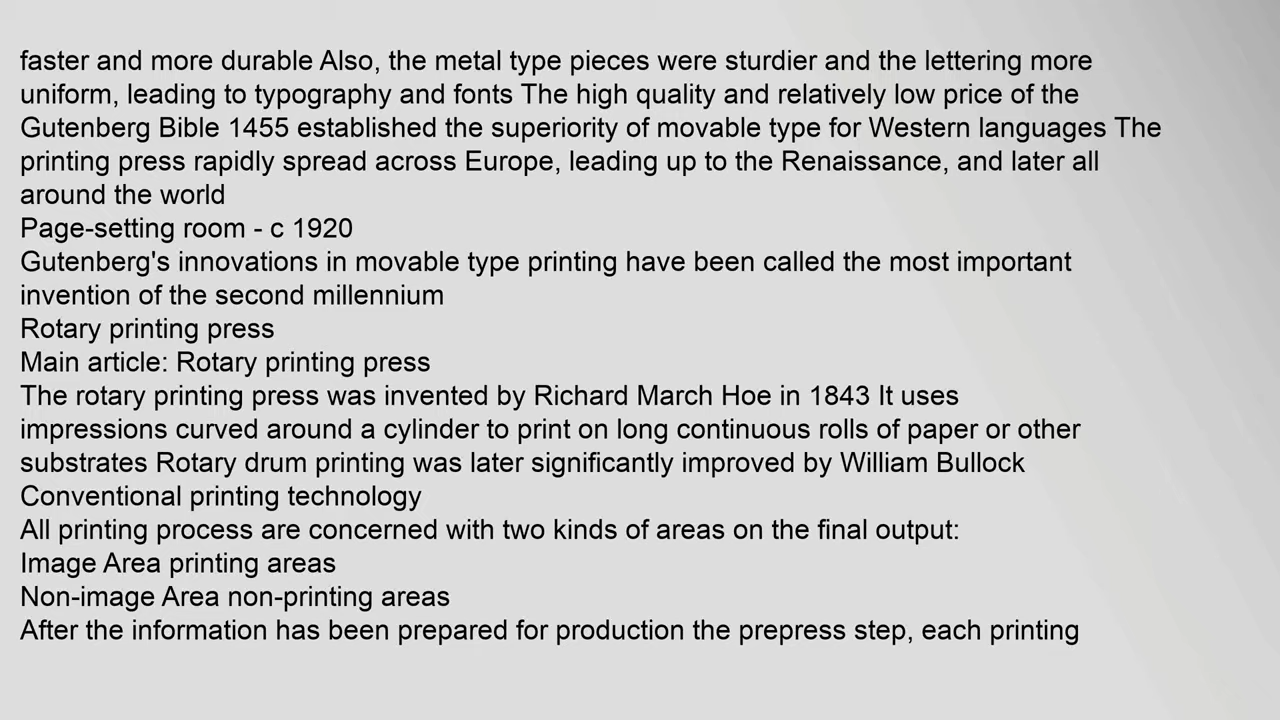 faster and more durable Also, the metal type pieces were sturdier and the lettering more
uniform, leading to typography and fonts The high quality and relatively low price of the
Gutenberg Bible 1455 established the superiority of movable type for Western languages The
printing press rapidly spread across Europe, leading up to the Renaissance, and later all
around the world
Page-setting room - c 1920
Gutenberg's innovations in movable type printing have been called the most important
invention of the second millennium
Rotary printing press
Main article: Rotary printing press
The rotary printing press was invented by Richard March Hoe in 1843 It uses
impressions curved around a cylinder to print on long continuous rolls of paper or other
substrates Rotary drum printing was later significantly improved by William Bullock
Conventional printing technology
All printing process are concerned with two kinds of areas on the final output:
Image Area printing areas
Non-image Area non-printing areas
After the information has been prepared for production the prepress step, each printing